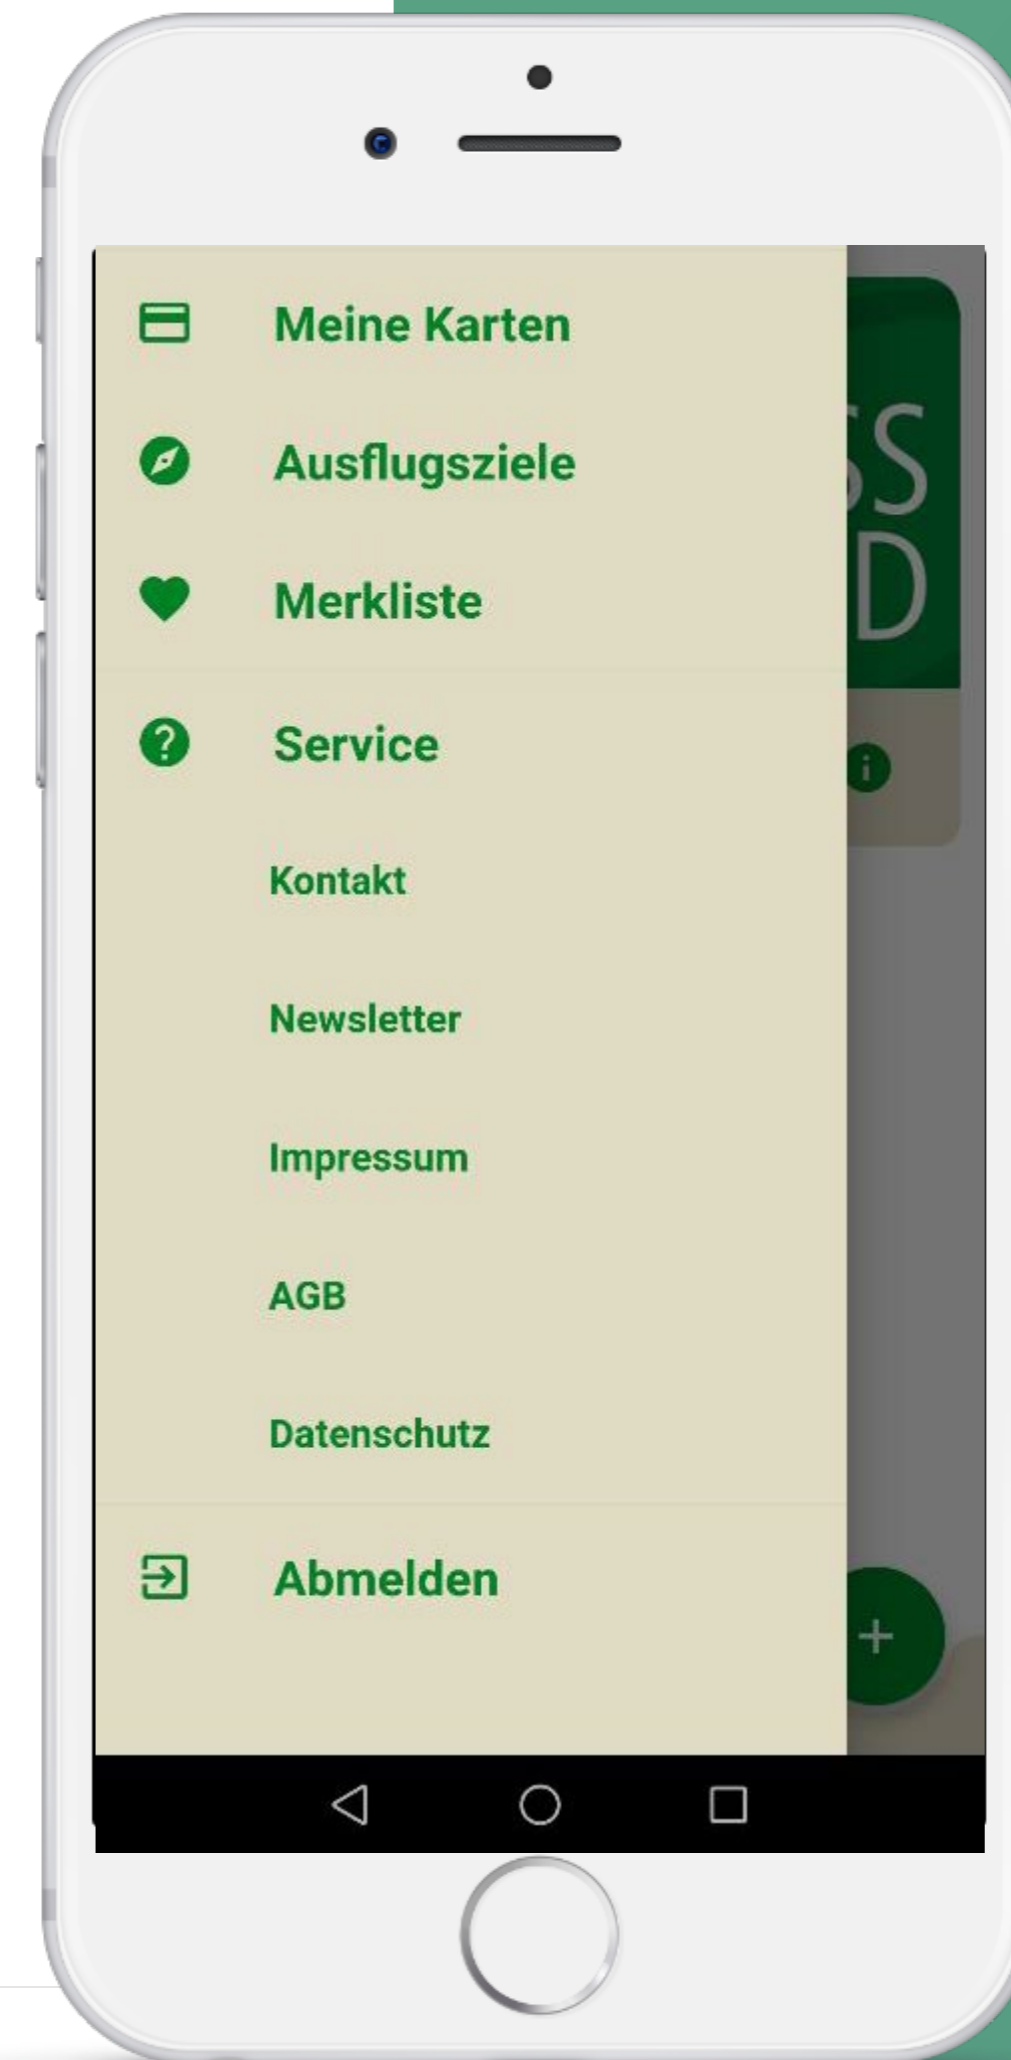 Meine Karten
Ausflugsziele
Merkliste
Service
Kontakt
Newsletter
Impressum
AGB
Datenschutz
Abmelden